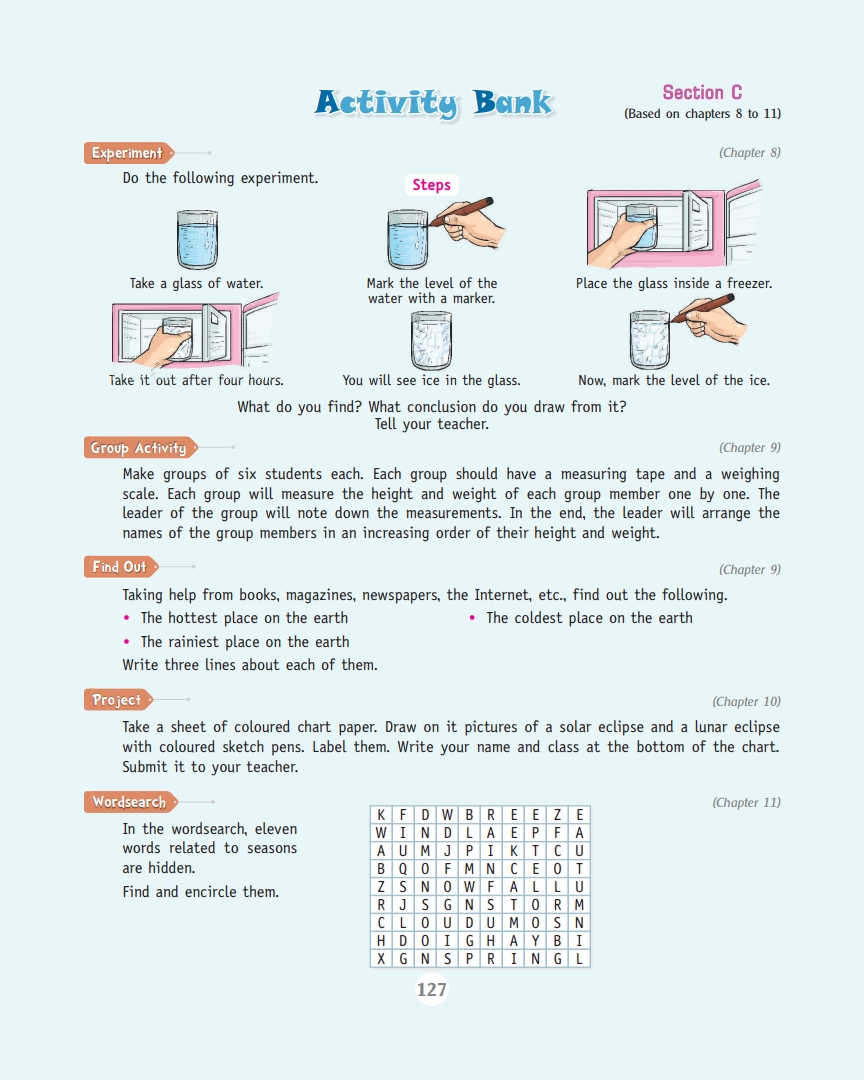 Activity Bank
Section C
(Based on chapters 8 to 11)
Experiment
(Chapter 8)
Do the following experiment.
Steps
Take a glass of water.
Mark the level of the
water with a marker.
Place the glass inside a freezer.
Take it out after four hours.
You will see ice in the glass.
Now, mark the level of the ice.
What do you find? What conclusion do you draw from it?
Tell your teacher.
Group Activity
(Chapter 9)
Make groups of six students each. Each group should have a measuring tape and a weighing
scale. Each group will measure the height and weight of each group member one by one. The
leader of the group will note down the measurements. In the end, the leader will arrange the
names of the group members in an increasing order of their height and weight.
Find Out
(Chapter 9)
Taking help from books, magazines, newspapers, the Internet, etc., find out the following.
• The hottest place on the earth
• The coldest place on the earth
• The rainiest place on the earth
Write three lines about each of them.
Project
(Chapter 10)
Take a sheet of coloured chart paper. Draw on it pictures of a solar eclipse and a lunar eclipse
with coloured sketch pens. Label them. Write your name and class at the bottom of the chart.
Submit it to your teacher.
Wordsearch
(Chapter 11)
In the wordsearch, eleven
words related to seasons
are hidden.
Find and encircle them.
K F D W B R E E Z E
W I N D L A E P F A
A U M J P I K T C U
B Q O F M N C E O T
Z S N O W F A L L U
R J S G N S T O R M
C L O U D U M O S N
H D O I G H A Y B I
X G N S P R I N G L
127